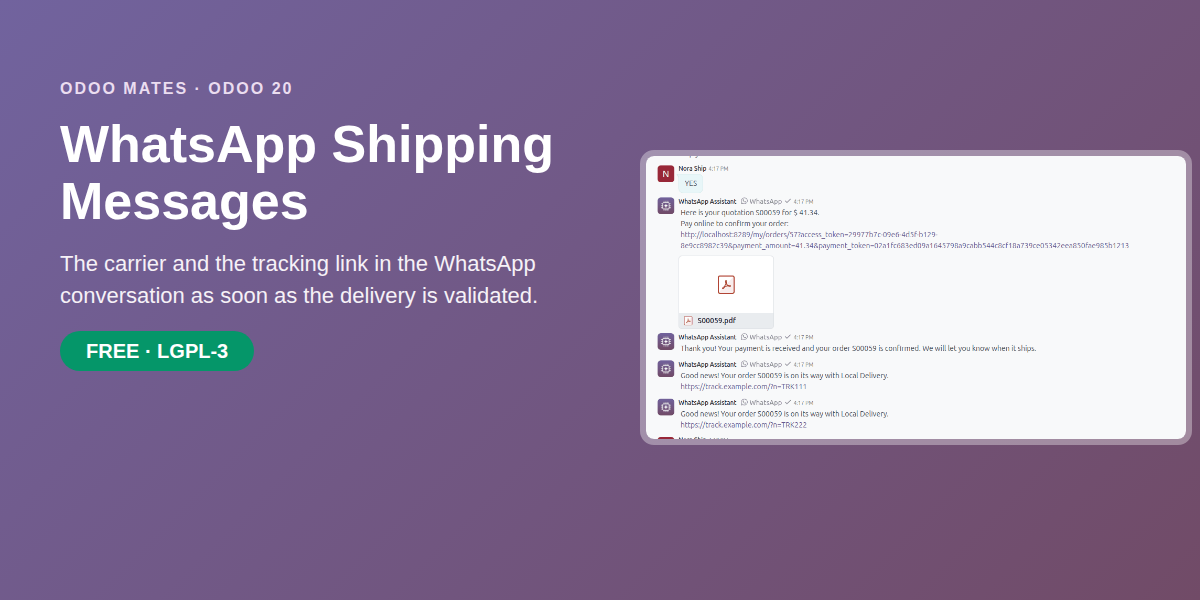 ODOO MATES · ODOO 20
WhatsApp Shipping
Messages
The carrier and the tracking link in the WhatsApp
conversation as soon as the delivery is validated.
FREE · LGPL-3
N
Nora Ship 4:17 PM
YES
WhatsApp Assistant WhatsApp 4:17 PM
Here is your quotation S00059 for $ 41.34.
Pay online to confirm your order:
S00059.pdf
WhatsApp Assistant WhatsApp 4:17 PM
Thank you! Your payment is received and your order S00059 is confirmed. We will let you know when it ships.
WhatsApp Assistant WhatsApp 4:17 PM
Good news! Your order S00059 is on its way with Local Delivery.
https://track.example.com/?n=TRK111
WhatsApp Assistant WhatsApp 4:17 PM
Good news! Your order S00059 is on its way with Local Delivery.
https://track.example.com/?n=TRK222